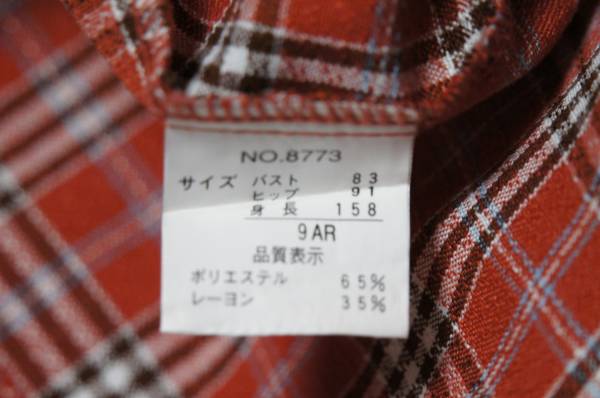 NO.8773
サイズ バスト 83
ヒップ 91
身長 158
9AR
品質表示
ポリエステル 65%
レーヨン 35%